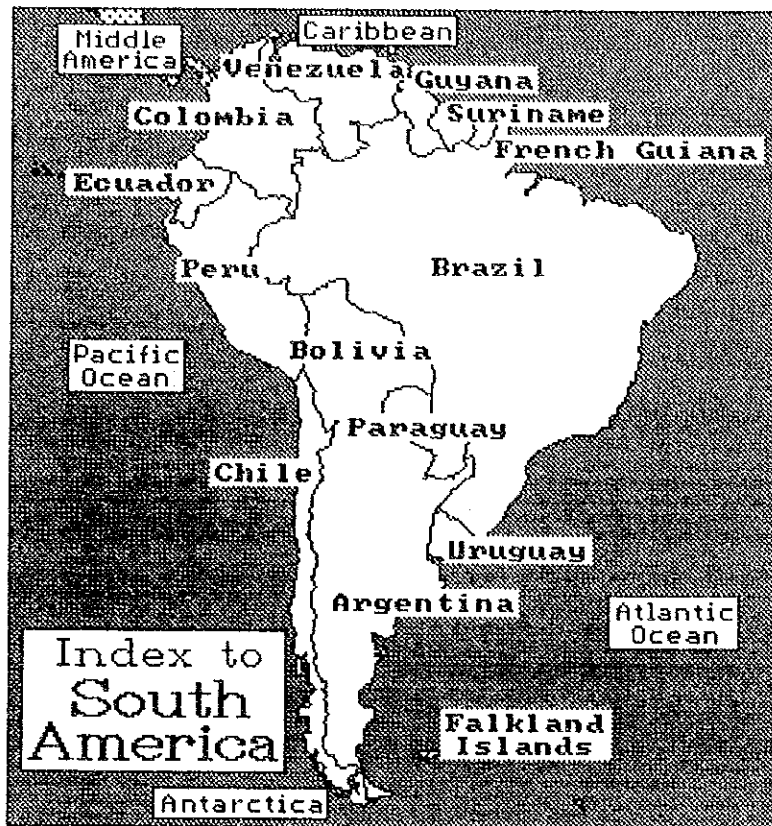 Middle
America
Caribbean
Venezuela
Guyana
Colombia
Suriname
French Guiana
Ecuador
Peru
Brazil
Pacific
Ocean
Bolivia
Paraguay
Chile
Uruguay
Argentina
Atlantic
Ocean
Index to
South
America
Falkland
Islands
Antarctica